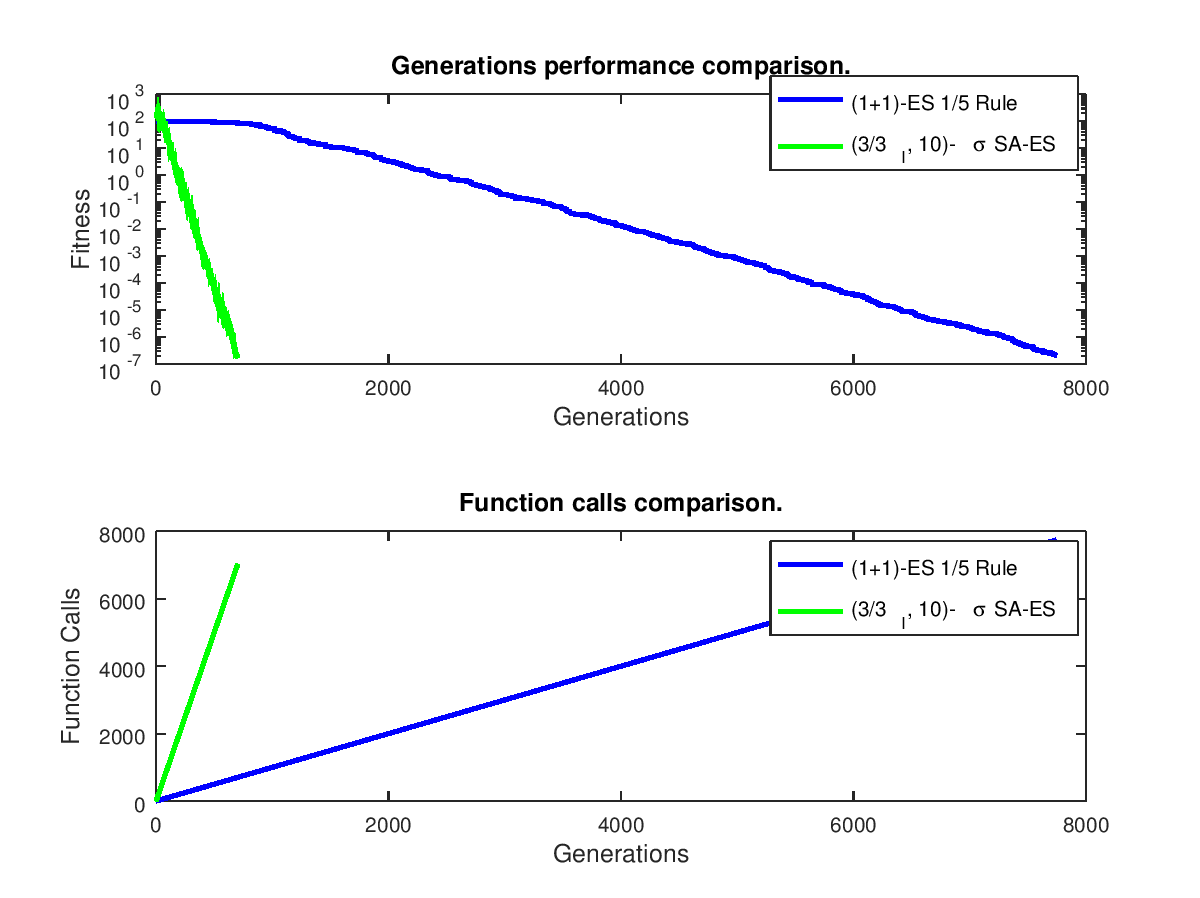 Generations performance comparison.
(1+1)-ES 1/5 Rule
(3/3 I, 10)- σ SA-ES
10 3
10 2
10 1
10 0
10 -1
10 -2
10 -3
10 -4
10 -5
10 -6
10 -7
Fitness
0 2000 4000 6000 8000
Generations
Function calls comparison.
(1+1)-ES 1/5 Rule
(3/3 I, 10)- σ SA-ES
8000
6000
4000
2000
0
Function Calls
0 2000 4000 6000 8000
Generations